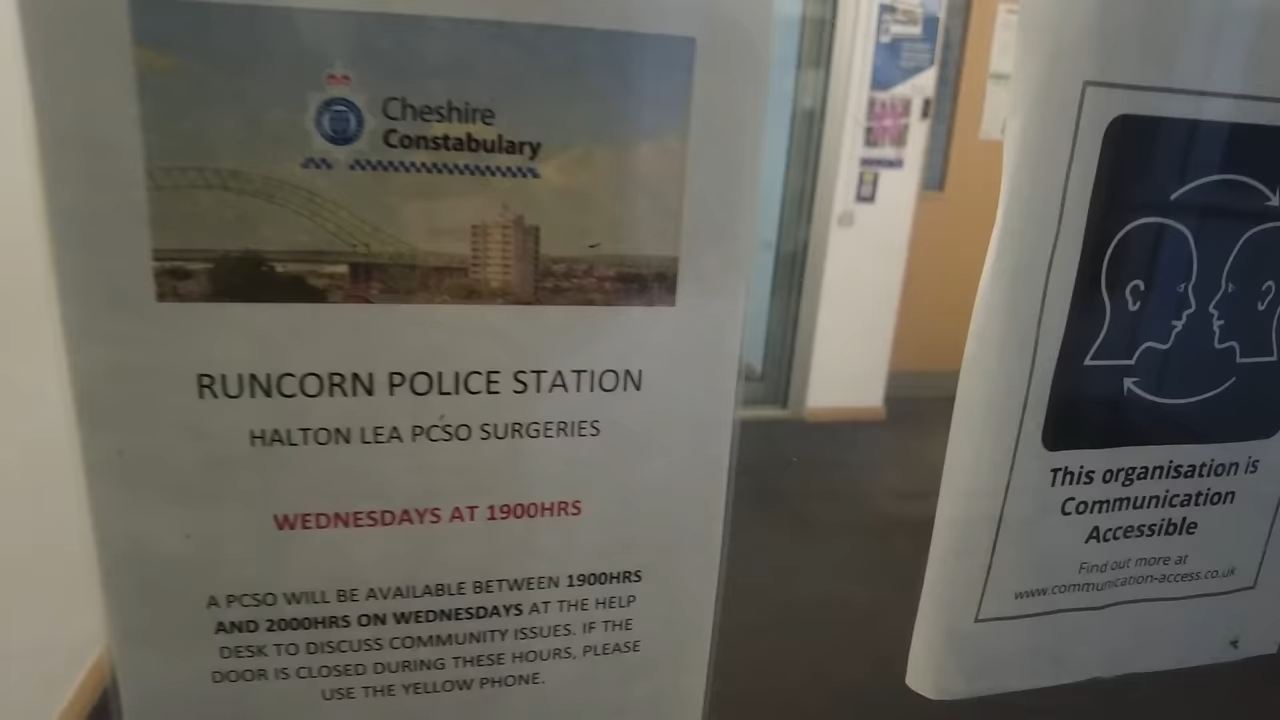 Cheshire
Constabulary
RUNCORN POLICE STATION
HALTON LEA PCSO SURGERIES
WEDNESDAYS AT 1900HRS
A PCSO WILL BE AVAILABLE BETWEEN 1900HRS
AND 2000HRS ON WEDNESDAYS AT THE HELP
DESK TO DISCUSS COMMUNITY ISSUES. IF THE
DOOR IS CLOSED DURING THESE HOURS, PLEASE
USE THE YELLOW PHONE.
This organisation is
Communication
Accessible
Find out more at
www.communication-access.co.uk